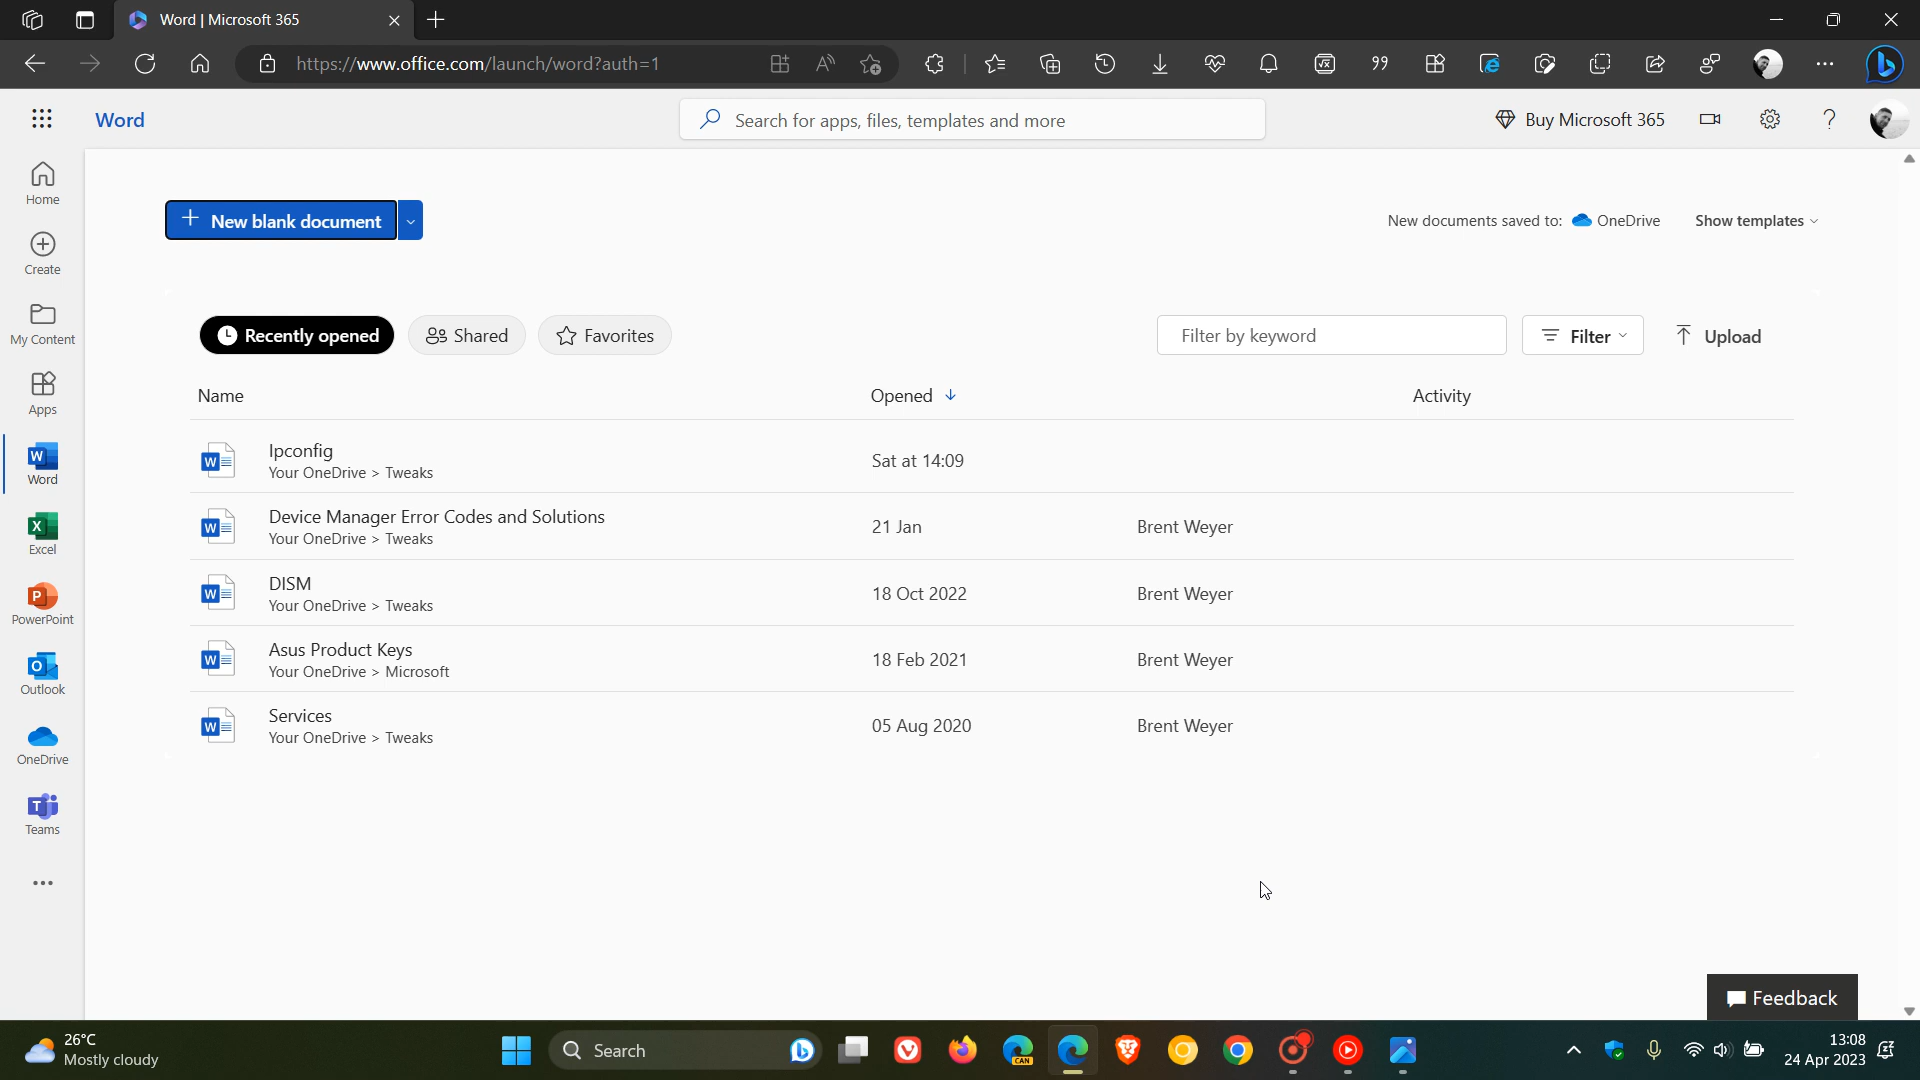 Word | Microsoft 365
https://www.office.com/launch/word?auth=1
Word
Search for apps, files, templates and more
Buy Microsoft 365
Home
Create
My Content
Apps
Word
Excel
PowerPoint
Outlook
OneDrive
Teams
New blank document
New documents saved to: OneDrive
Show templates
Recently opened
Shared
Favorites
Filter by keyword
Filter
Upload
Name
Opened
Activity
Ipconfig
Your OneDrive > Tweaks
Sat at 14:09
Device Manager Error Codes and Solutions
Your OneDrive > Tweaks
21 Jan
Brent Weyer
DISM
Your OneDrive > Tweaks
18 Oct 2022
Brent Weyer
Asus Product Keys
Your OneDrive > Microsoft
18 Feb 2021
Brent Weyer
Services
Your OneDrive > Tweaks
05 Aug 2020
Brent Weyer
Feedback
26°C
Mostly cloudy
Search
CAN
13:08
24 Apr 2023